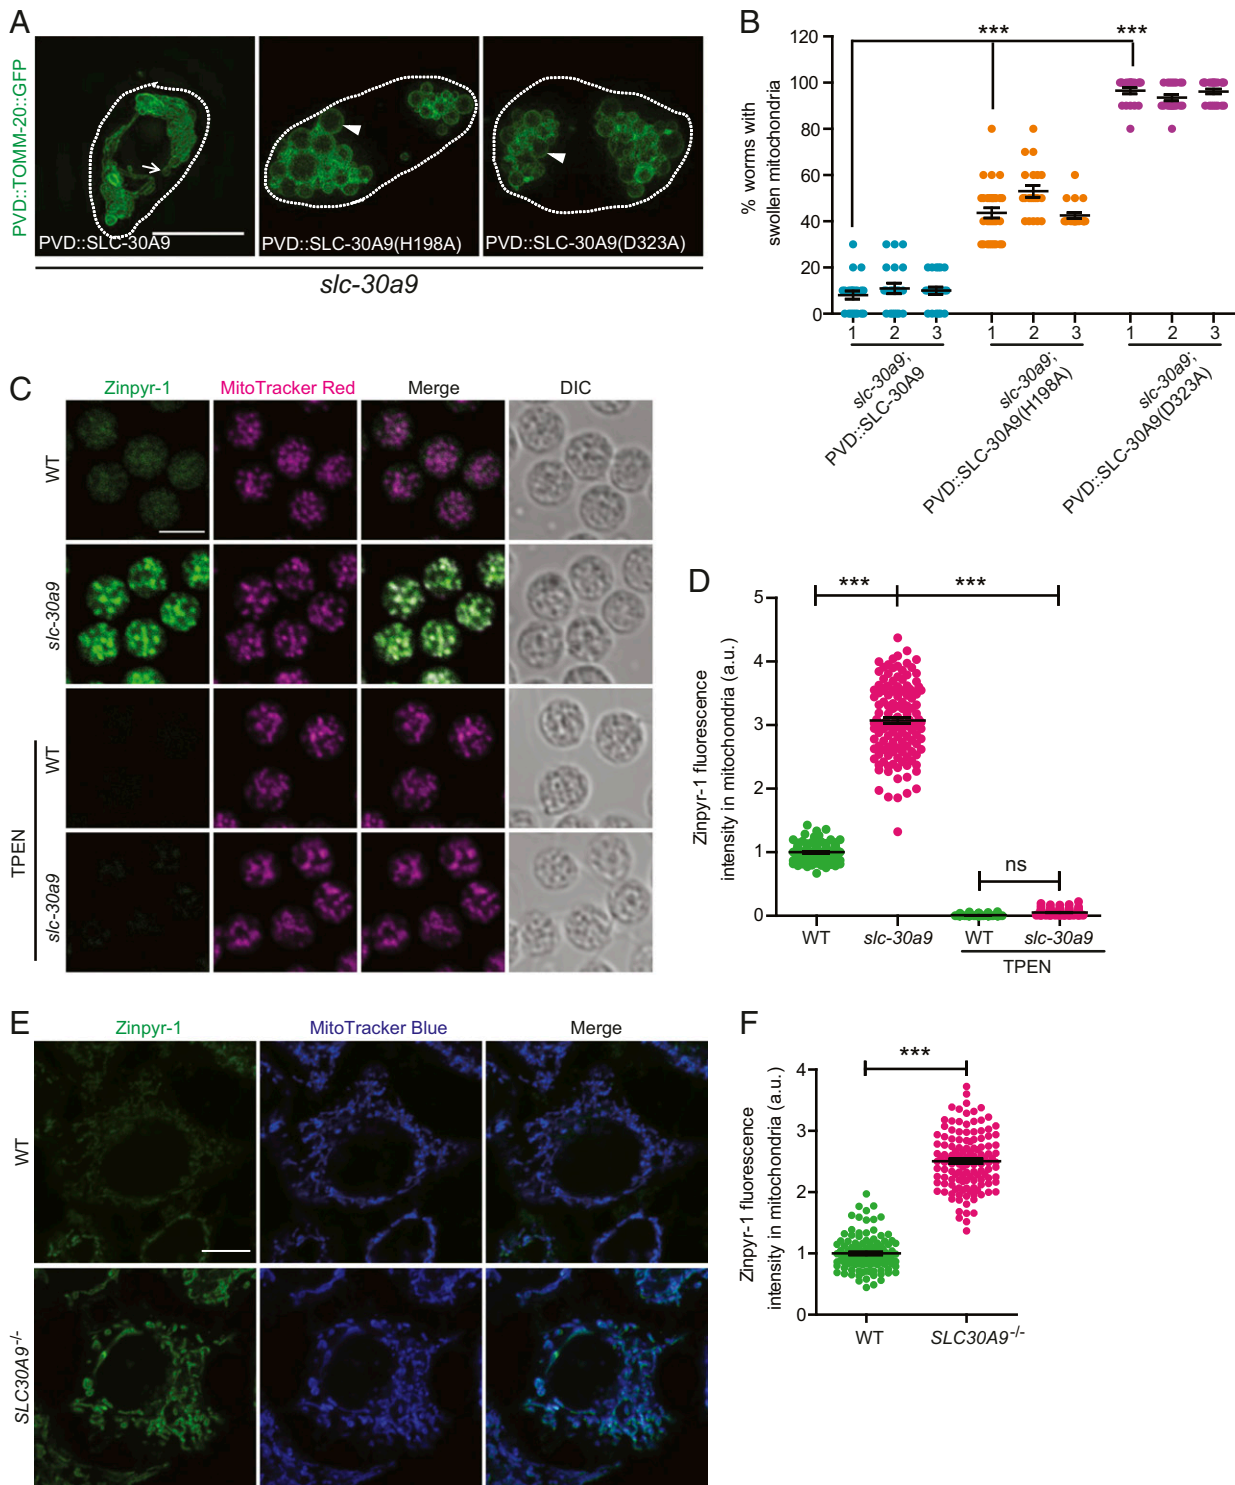 A
PVD::TOMM-20::GFP
PVD::SLC-30A9
PVD::SLC-30A9(H198A)
PVD::SLC-30A9(D323A)
slc-30a9
B
% worms with
swollen mitochondria
120
100
80
60
40
20
0
***
***
1 2 3
1 2 3
1 2 3
slc-30a9;
PVD::SLC-30A9
slc-30a9;
PVD::SLC-30A9(H198A)
slc-30a9;
PVD::SLC-30A9(D323A)
C
Zinpyr-1 MitoTracker Red Merge DIC
WT
slc-30a9
TPEN
WT
slc-30a9
D
Zinpyr-1 fluorescence
intensity in mitochondria (a.u.)
5
4
3
2
1
0
***
***
ns
WT slc-30a9 WT slc-30a9
TPEN
E
Zinpyr-1 MitoTracker Blue Merge
WT
SLC30A9-/-
F
Zinpyr-1 fluorescence
intensity in mitochondria (a.u.)
4
3
2
1
0
***
WT SLC30A9-/-